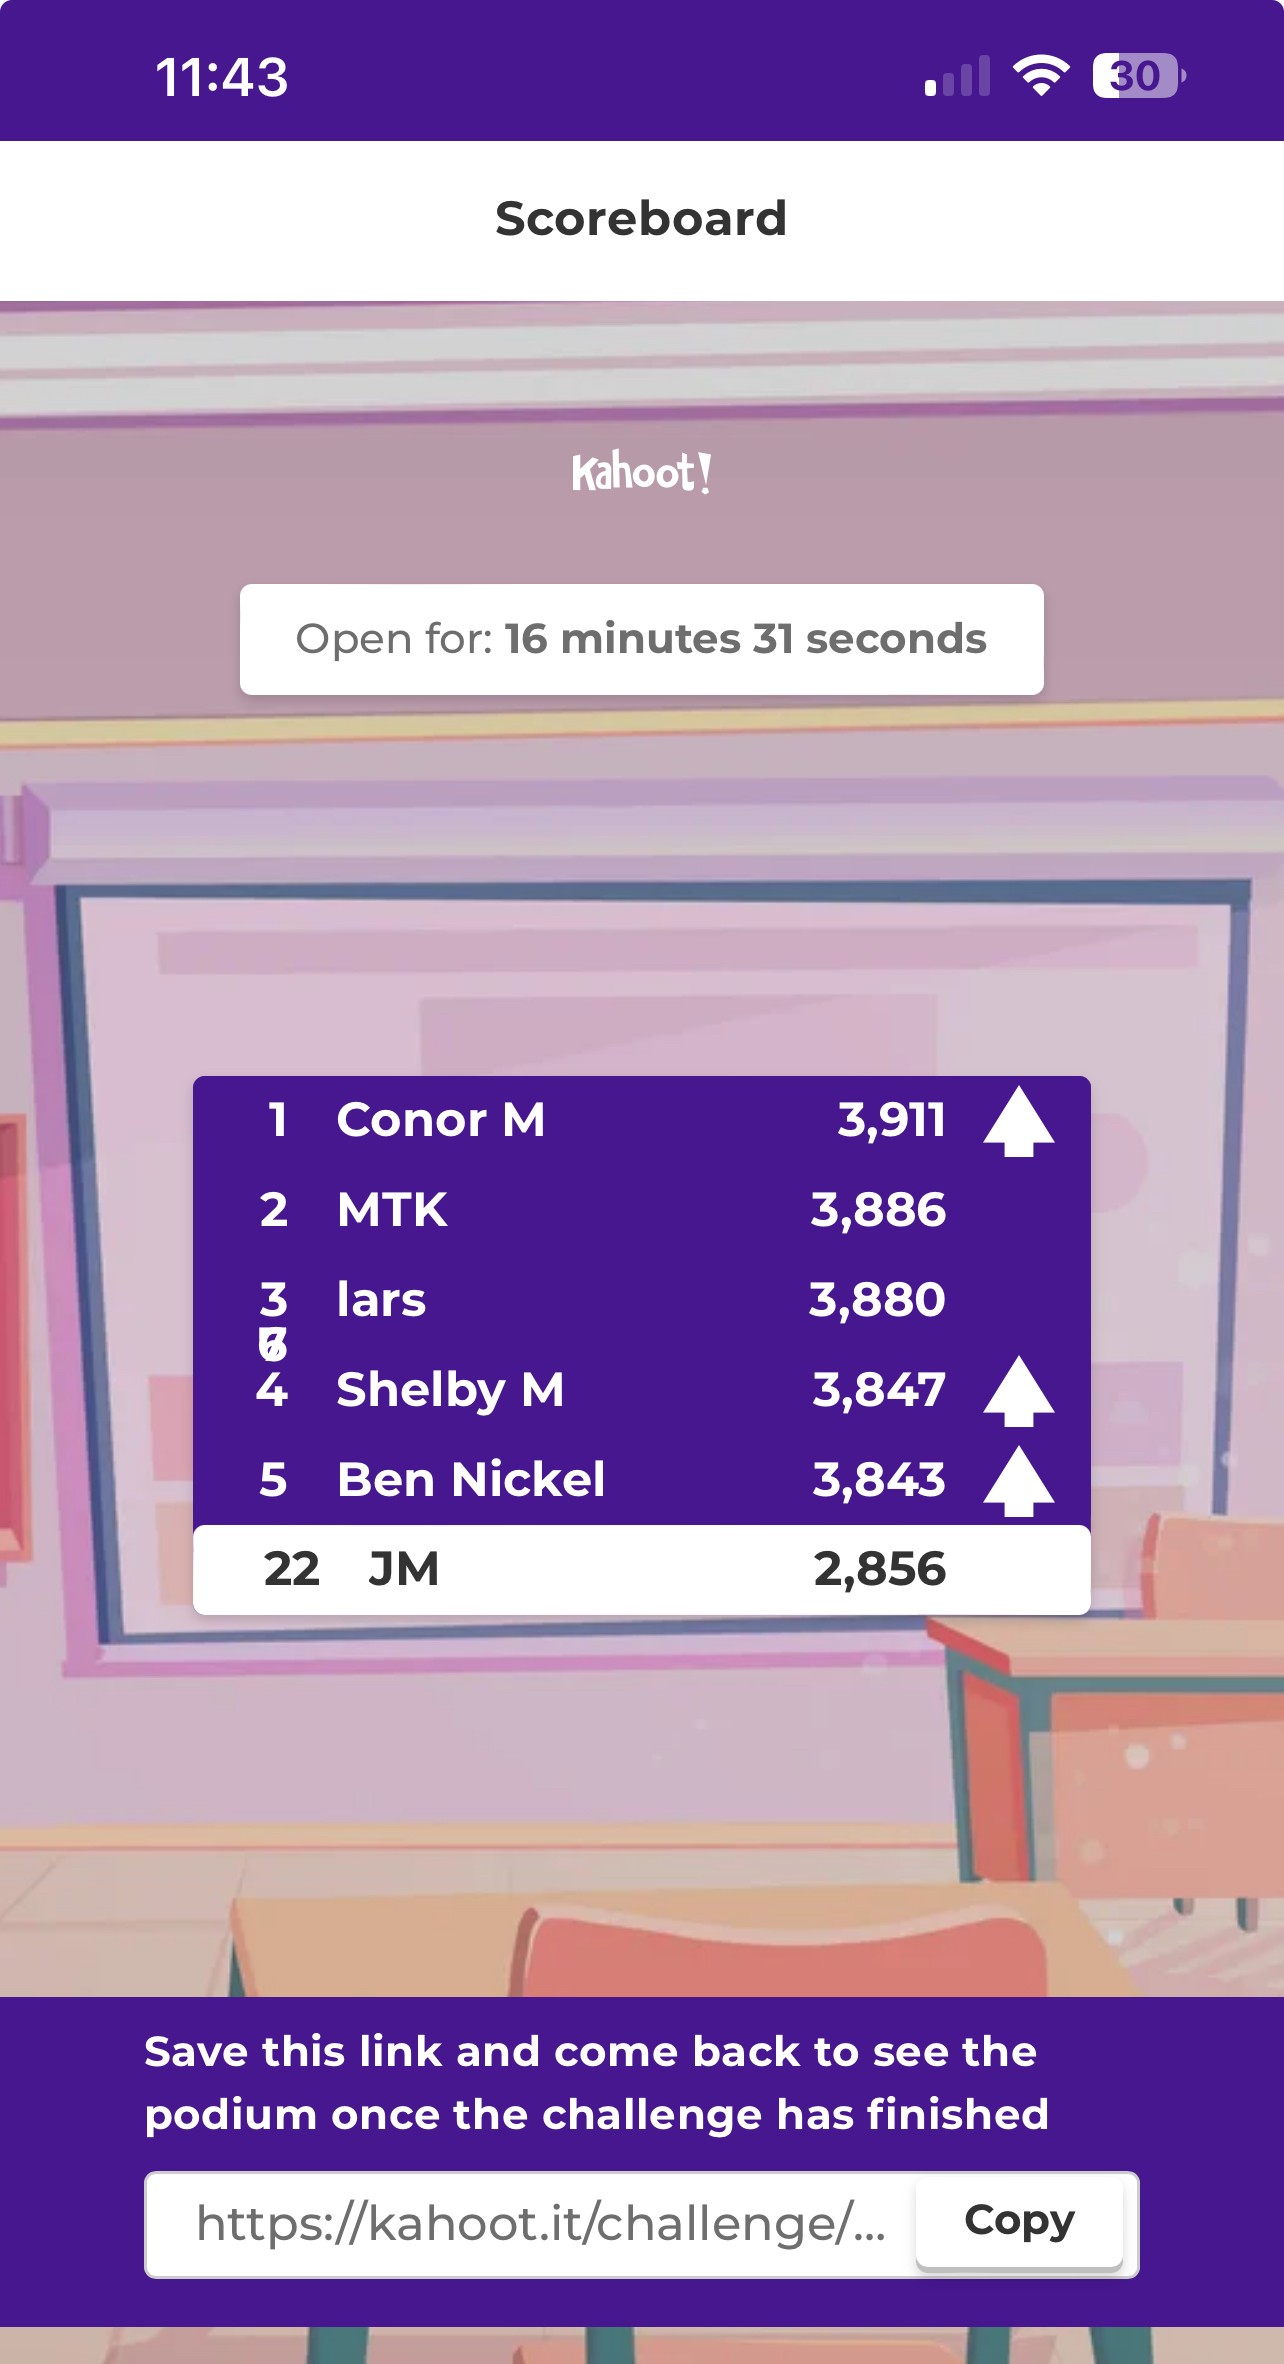 11:43
30
Scoreboard
Kahoot!
Open for: 16 minutes 31 seconds
1 Conor M 3,911
2 MTK 3,886
3 lars 3,880
4 Shelby M 3,847
5 Ben Nickel 3,843
22 JM 2,856
Save this link and come back to see the
podium once the challenge has finished
https://kahoot.it/challenge/... Copy